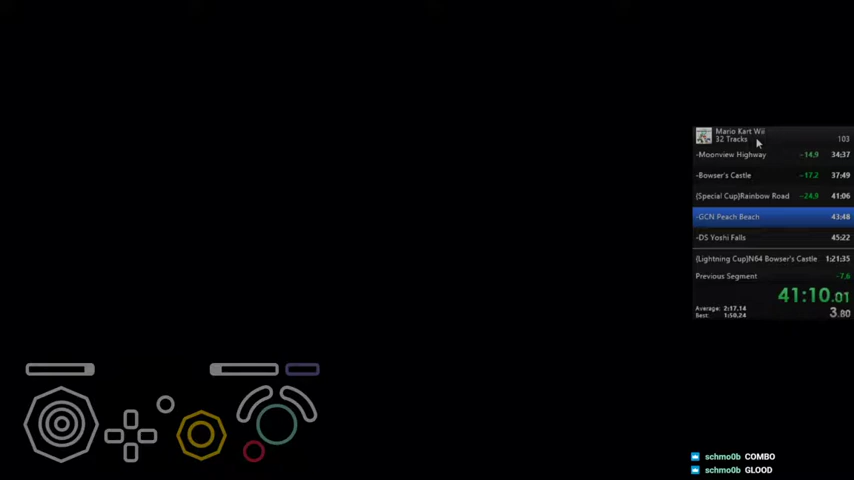 Mario Kart Wii
32 Tracks 103
-Moonview Highway -14.9 34:37
-Bowser's Castle -17.2 37:49
(Special Cup)Rainbow Road -24.9 41:06
-GCN Peach Beach 43:48
-DS Yoshi Falls 45:22
(Lightning Cup)N64 Bowser's Castle 1:21:35
Previous Segment -7.6
41:10.01
Average: 2:17.14
Best: 1:50.24
3.80
schmo0b COMBO
schmo0b GLOOD